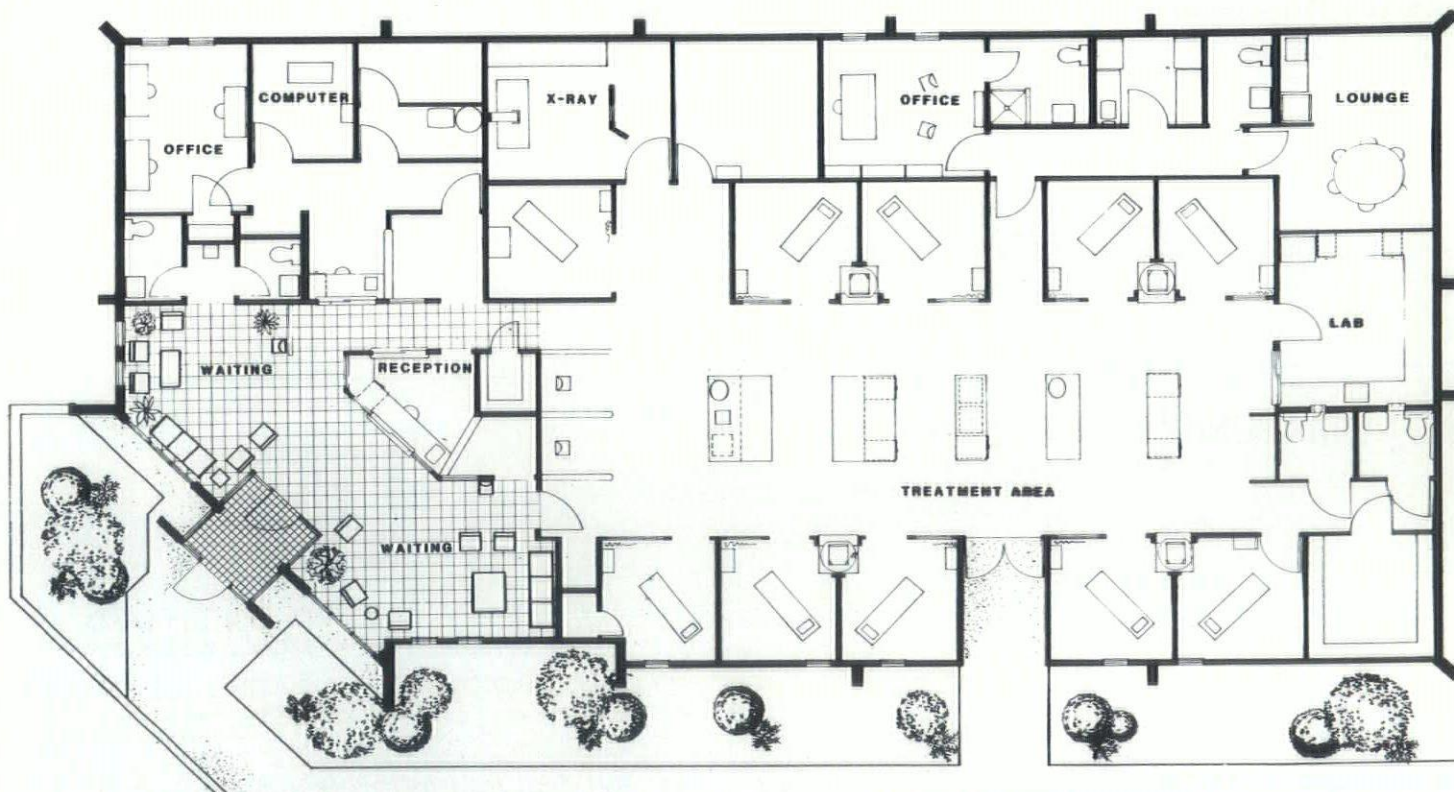 COMPUTER
X-RAY
OFFICE
LOUNGE
OFFICE
LAB
WAITING
RECEPTION
TREATMENT AREA
WAITING